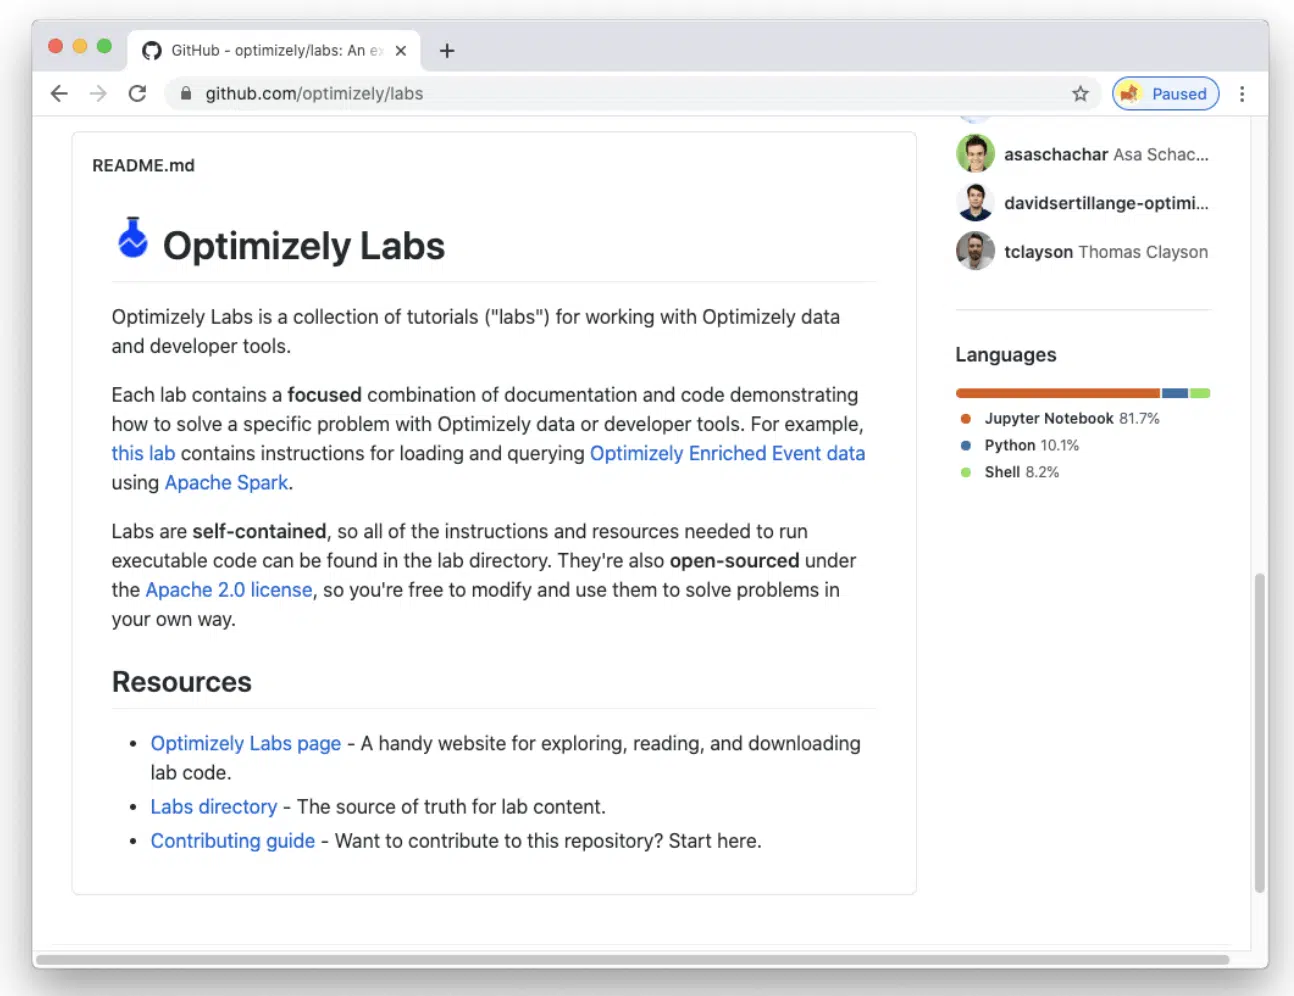 GitHub - optimizely/labs: An ex
github.com/optimizely/labs
Paused
README.md
Optimizely Labs
Optimizely Labs is a collection of tutorials ("labs") for working with Optimizely data
and developer tools.
Each lab contains a focused combination of documentation and code demonstrating
how to solve a specific problem with Optimizely data or developer tools. For example,
this lab contains instructions for loading and querying Optimizely Enriched Event data
using Apache Spark.
Labs are self-contained, so all of the instructions and resources needed to run
executable code can be found in the lab directory. They're also open-sourced under
the Apache 2.0 license, so you're free to modify and use them to solve problems in
your own way.
Resources
• Optimizely Labs page - A handy website for exploring, reading, and downloading
lab code.
• Labs directory - The source of truth for lab content.
• Contributing guide - Want to contribute to this repository? Start here.
asaschachar Asa Schac...
davidsertillange-optimi...
tclayson Thomas Clayson
Languages
Jupyter Notebook 81.7%
Python 10.1%
Shell 8.2%